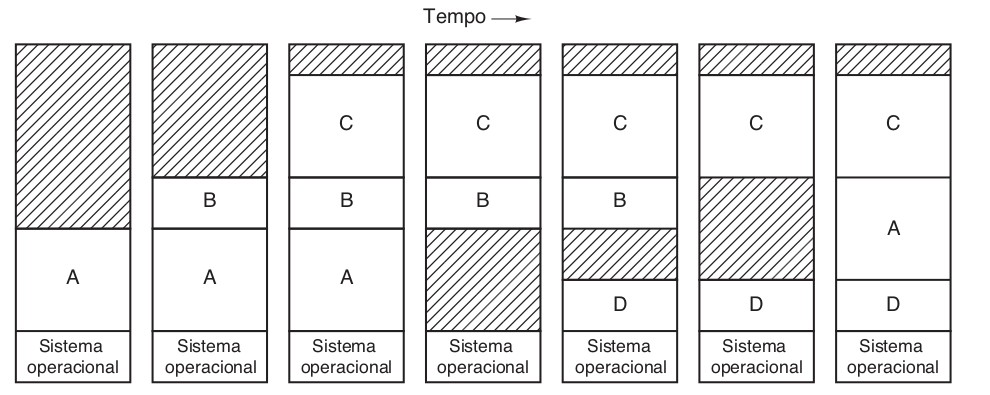 Tempo
C C C C C
B B B B
A
A A A
D D D
Sistema operacional Sistema operacional Sistema operacional Sistema operacional Sistema operacional Sistema operacional Sistema operacional